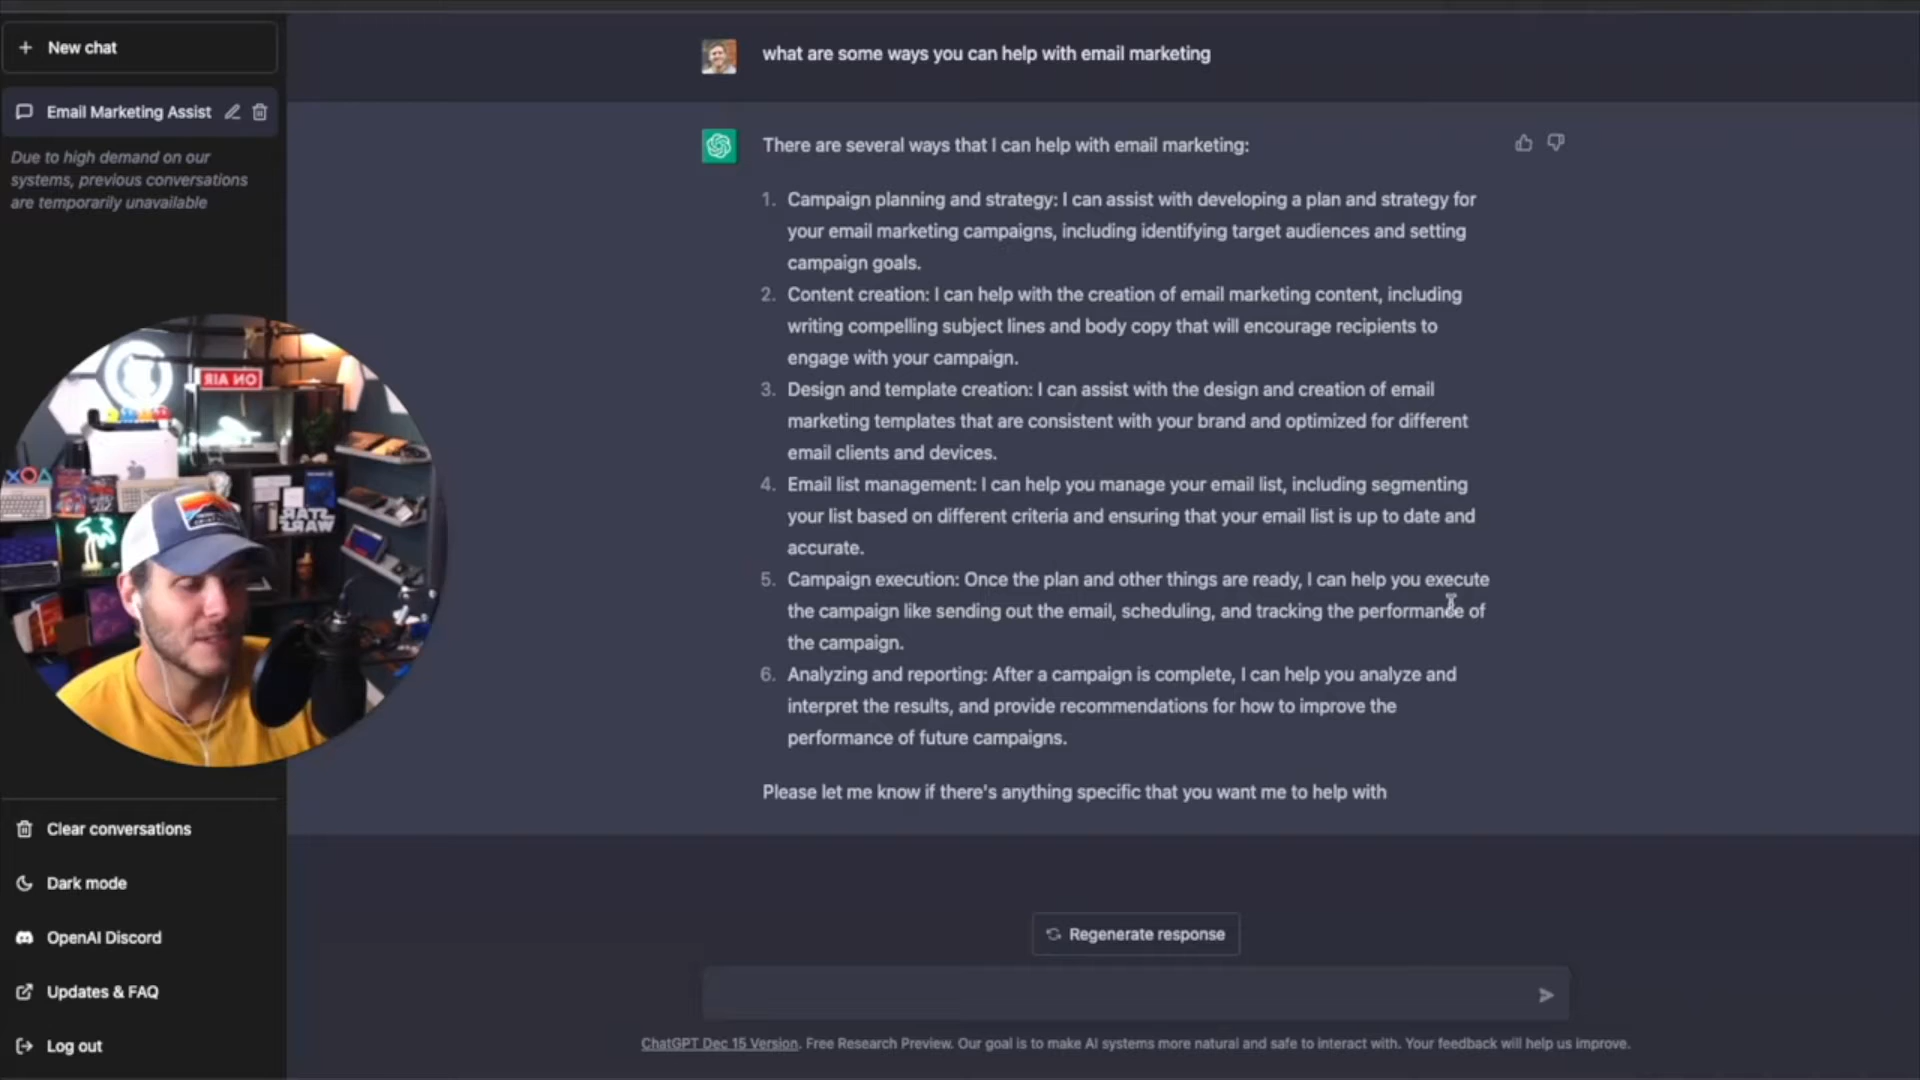 New chat
Email Marketing Assist
Due to high demand on our
systems, previous conversations
are temporarily unavailable
ON AIR
STAR
WARS
Clear conversations
Dark mode
OpenAI Discord
Updates & FAQ
Log out
what are some ways you can help with email marketing
There are several ways that I can help with email marketing:
1. Campaign planning and strategy: I can assist with developing a plan and strategy for
your email marketing campaigns, including identifying target audiences and setting
campaign goals.
2. Content creation: I can help with the creation of email marketing content, including
writing compelling subject lines and body copy that will encourage recipients to
engage with your campaign.
3. Design and template creation: I can assist with the design and creation of email
marketing templates that are consistent with your brand and optimized for different
email clients and devices.
4. Email list management: I can help you manage your email list, including segmenting
your list based on different criteria and ensuring that your email list is up to date and
accurate.
5. Campaign execution: Once the plan and other things are ready, I can help you execute
the campaign like sending out the email, scheduling, and tracking the performance of
the campaign.
6. Analyzing and reporting: After a campaign is complete, I can help you analyze and
interpret the results, and provide recommendations for how to improve the
performance of future campaigns.
Please let me know if there's anything specific that you want me to help with
Regenerate response
ChatGPT Dec 15 Version. Free Research Preview. Our goal is to make AI systems more natural and safe to interact with. Your feedback will help us improve.